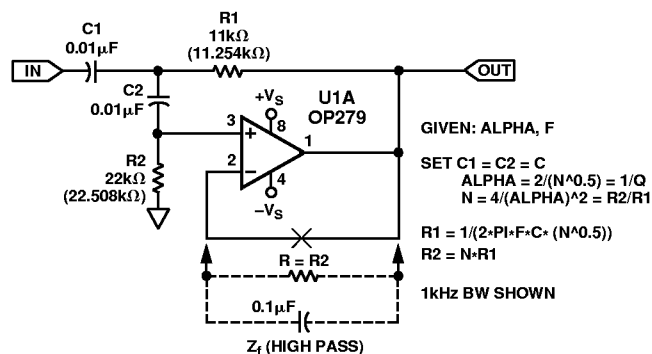 R1
11kΩ
(11.254kΩ)
C1
0.01μF
IN
OUT
C2
0.01μF
+VS
U1A
OP279
3
+
8
1
2
−
4
−VS
R2
22kΩ
(22.508kΩ)
R = R2
0.1μF
Zf (HIGH PASS)
GIVEN: ALPHA, F
SET C1 = C2 = C
ALPHA = 2/(N^0.5) = 1/Q
N = 4/(ALPHA)^2 = R2/R1
R1 = 1/(2*PI*F*C* (N^0.5))
R2 = N*R1
1kHz BW SHOWN